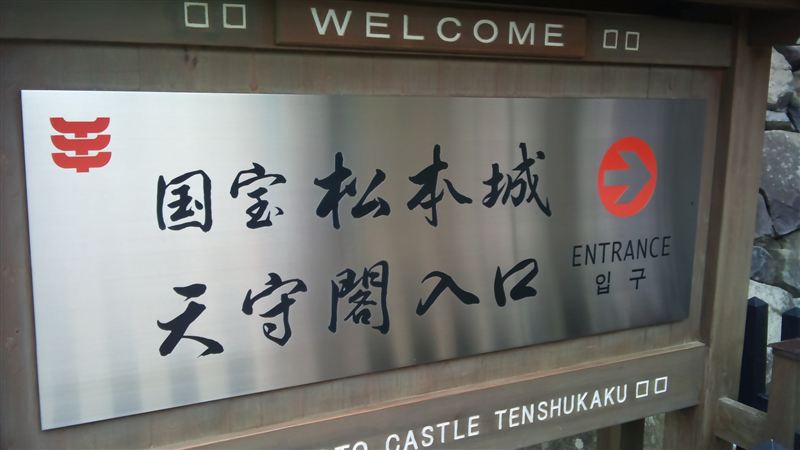 □□ WELCOME □□
国宝 松本城
天守閣入口
ENTRANCE
입구
CASTLE TENSHUKAKU □□